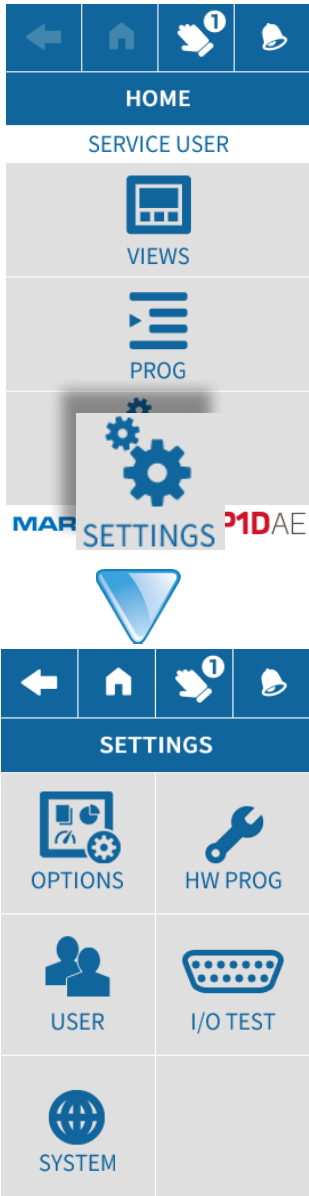 1
HOME
SERVICE USER
VIEWS
PROG
SETTINGS
MAR P1DAE
1
SETTINGS
OPTIONS HW PROG
USER I/O TEST
SYSTEM